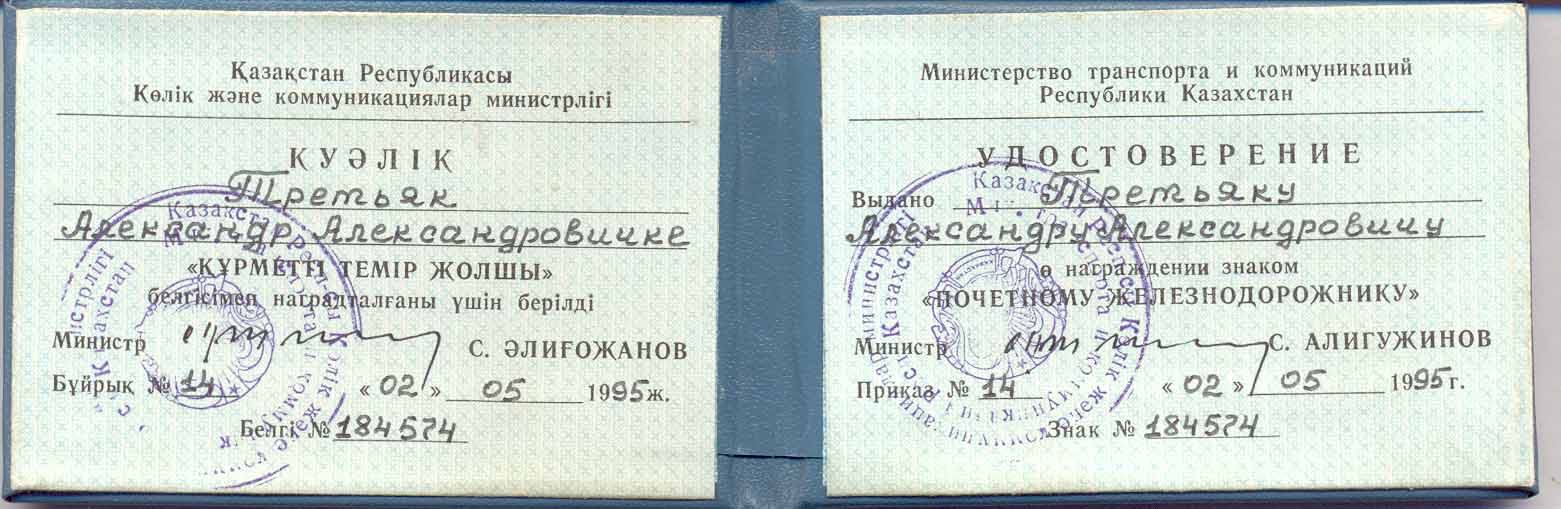 Қазақстан Республикасы
Көлік және коммуникациялар министрлігі
КУӘЛІК
Третьяк
Александр Александровичке
«ҚҰРМЕТТІ ТЕМІР ЖОЛШЫ»
белгісімен наградталғаны үшін берілді
Министр С. ӘЛИҒОЖАНОВ
Бұйрық № 14 « 02 » 05 1995ж.
Белгі № 184574
Министерство транспорта и коммуникаций
Республики Казахстан
УДОСТОВЕРЕНИЕ
Выдано Третьяку
Александру Александровичу
о награждении знаком
«ПОЧЕТНОМУ ЖЕЛЕЗНОДОРОЖНИКУ»
Министр С. АЛИГУЖИНОВ
Приказ № 14 « 02 » 05 1995г.
Знак № 184574